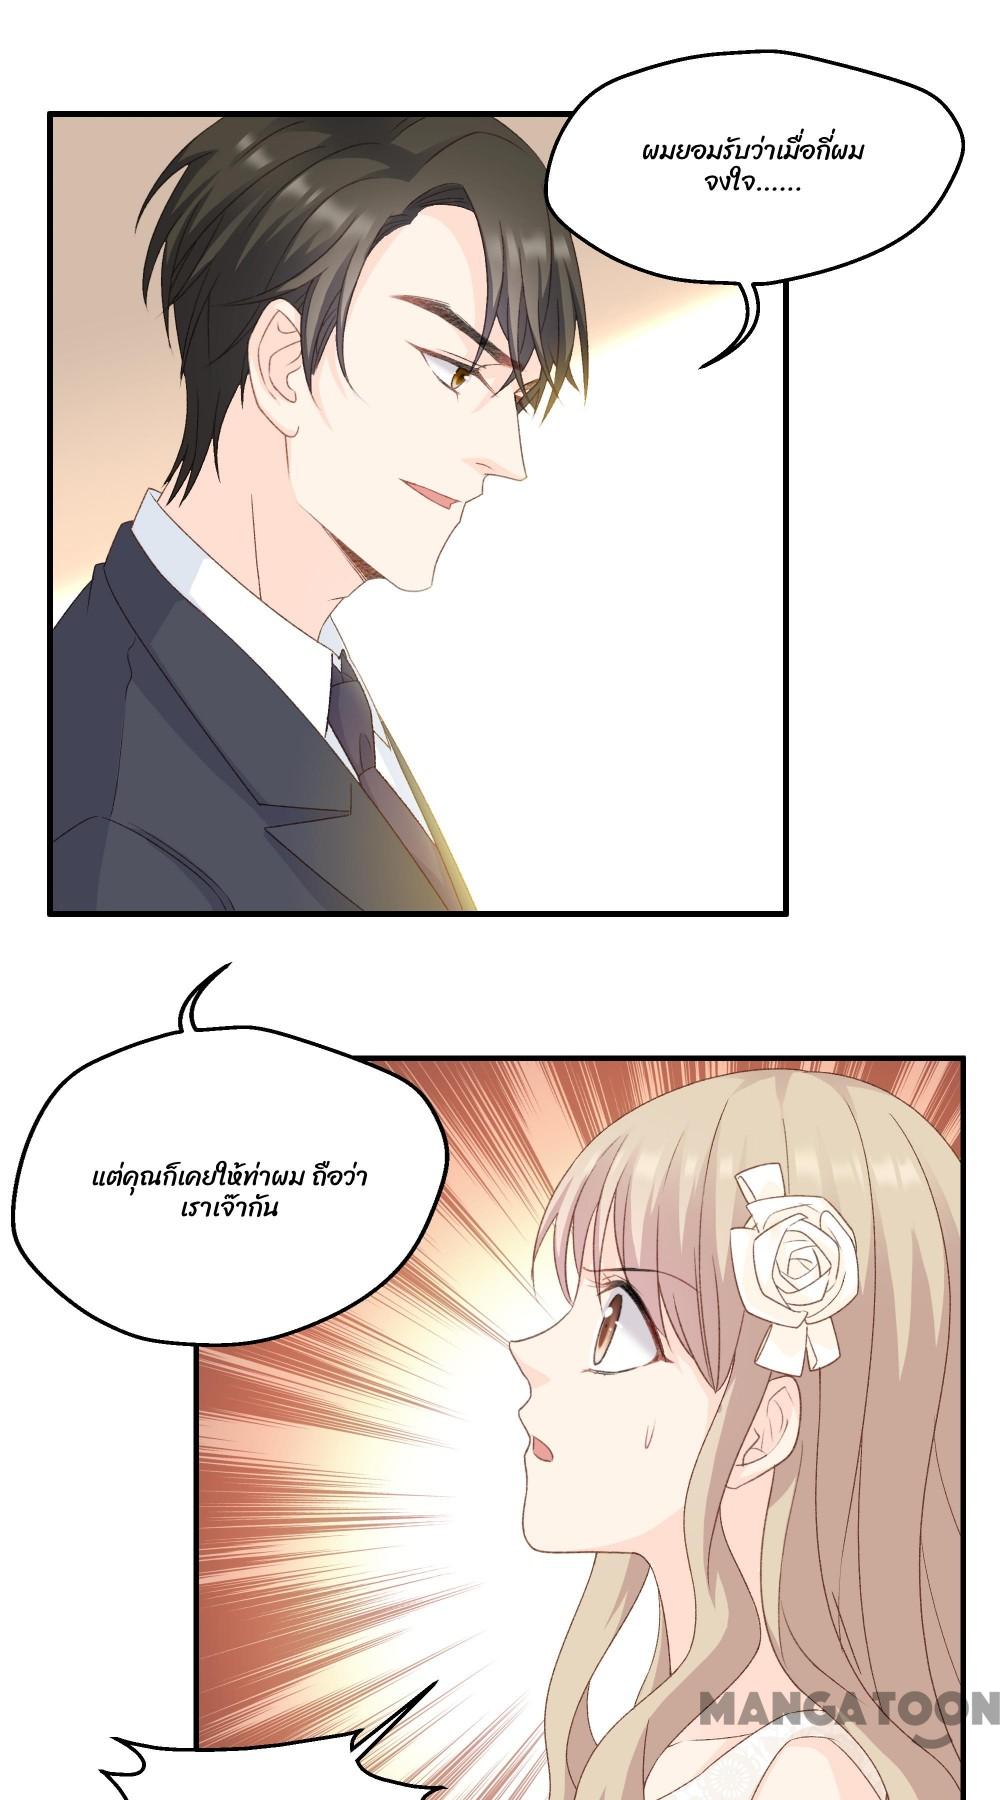 ผมยอมรับว่าเมื่อกี่ผม
จงใจ......
แต่คุณก็เคยให้ท่าผม ถือว่า
เราเจ๊ากัน
MANGATOON